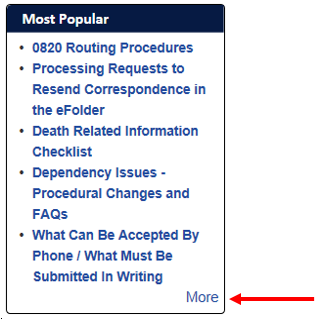 Most Popular
• 0820 Routing Procedures
• Processing Requests to
Resend Correspondence in
the eFolder
• Death Related Information
Checklist
• Dependency Issues -
Procedural Changes and
FAQs
• What Can Be Accepted By
Phone / What Must Be
Submitted In Writing
More